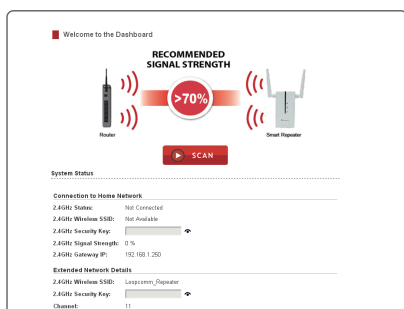 Welcome to the Dashboard
RECOMMENDED
SIGNAL STRENGTH
>70%
Router
Smart Repeater
SCAN
System Status
Connection to Home Network
2.4GHz Status: Not Connected
2.4GHz Wireless SSID: Not Available
2.4GHz Security Key:
2.4GHz Signal Strength: 0 %
2.4GHz Gateway IP: 192.168.1.250
Extended Network Details
2.4GHz Wireless SSID: Loopcomm_Repeater
2.4GHz Security Key:
Channel: 11